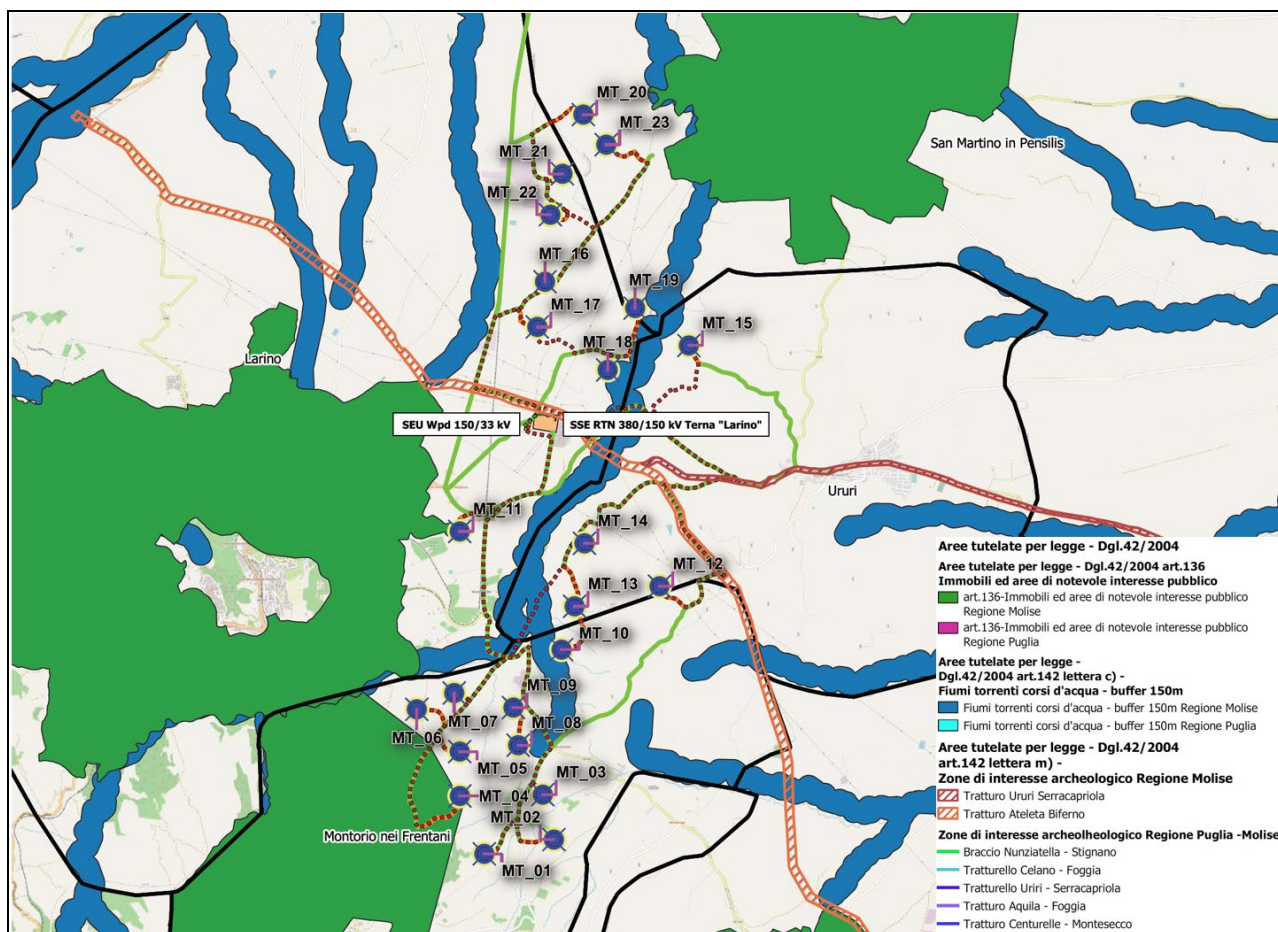 MT_20
MT_23
San Martino in Pensilis
MT_21
MT_22
MT_16
MT_19
MT_17
MT_15
MT_18
Larino
SEU Wpd 150/33 kV
SSE RTN 380/150 kV Terna "Larino"
Ururi
MT_11
MT_14
MT_12
MT_13
MT_10
MT_09
MT_07
MT_06
MT_08
MT_05
MT_03
MT_04
MT_02
Montorio nei Frentani
MT_01
Aree tutelate per legge - Dgl.42/2004
Aree tutelate per legge - Dgl.42/2004 art.136
Immobili ed aree di notevole interesse pubblico
art.136-Immobili ed aree di notevole interesse pubblico
Regione Molise
art.136-Immobili ed aree di notevole interesse pubblico
Regione Puglia
Aree tutelate per legge -
Dgl.42/2004 art.142 lettera c) -
Fiumi torrenti corsi d'acqua - buffer 150m
Fiumi torrenti corsi d'acqua - buffer 150m Regione Molise
Fiumi torrenti corsi d'acqua - buffer 150m Regione Puglia
Aree tutelate per legge - Dgl.42/2004
art.142 lettera m) -
Zone di interesse archeologico Regione Molise
Tratturo Ururi Serracapriola
Tratturo Ateleta Biferno
Zone di interesse archeolheologico Regione Puglia -Molise
Braccio Nunziatella - Stignano
Tratturello Celano - Foggia
Tratturello Uriri - Serracapriola
Tratturo Aquila - Foggia
Tratturo Centurelle - Montesecco